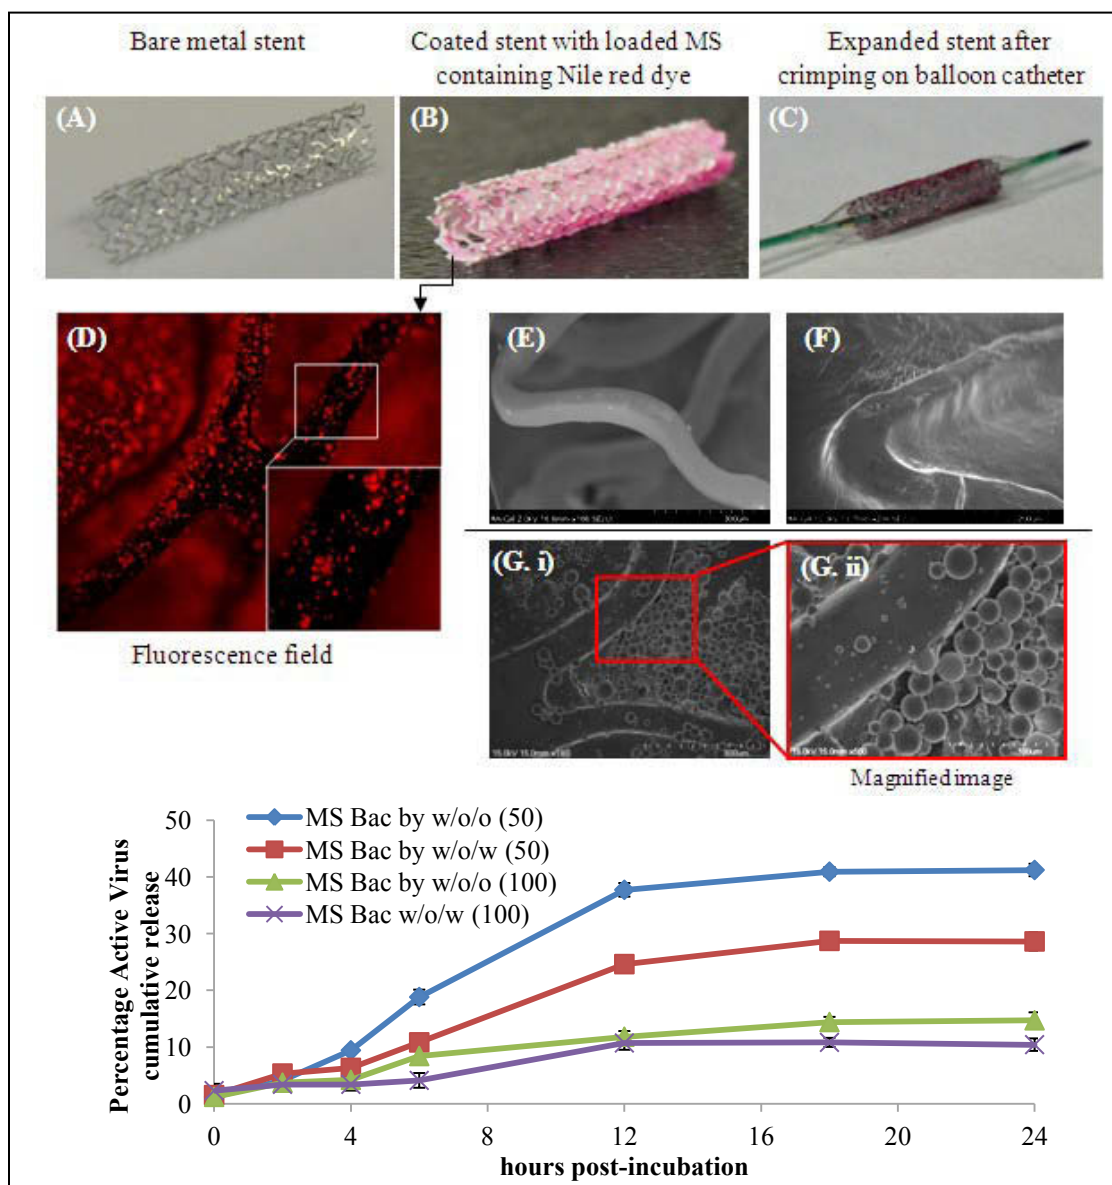 Bare metal stent
Coated stent with loaded MS
containing Nile red dye
Expanded stent after
crimping on balloon catheter
(A)
(B)
(C)
(D)
(E)
(F)
Fluorescence field
(G. i)
(G. ii)
Magnified image
MS Bac by w/o/o (50)
MS Bac by w/o/w (50)
MS Bac by w/o/o (100)
MS Bac w/o/w (100)
Percentage Active Virus
cumulative release
50
40
30
20
10
0
0 4 8 12 16 20 24
hours post-incubation